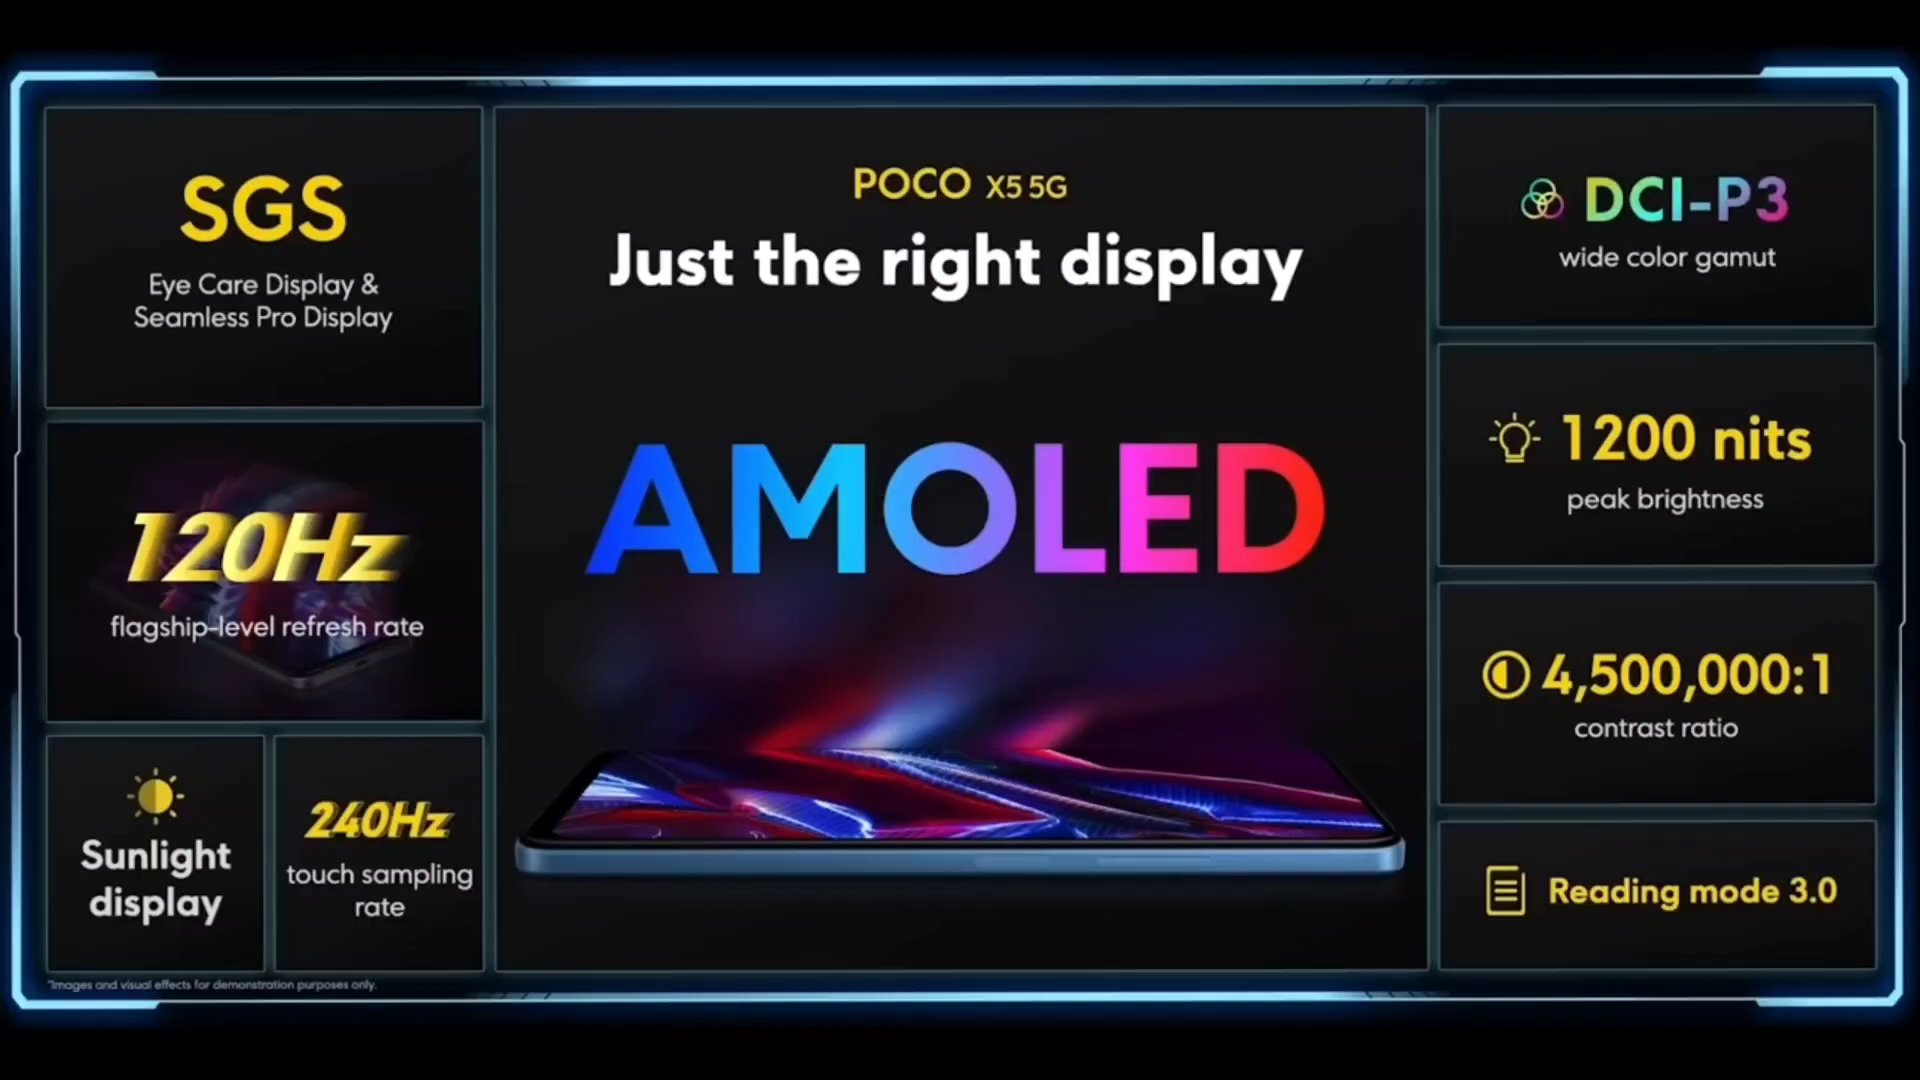 SGS
Eye Care Display &
Seamless Pro Display
120Hz
flagship-level refresh rate
Sunlight
display
240Hz
touch sampling
rate
POCO X5 5G
Just the right display
AMOLED
DCI-P3
wide color gamut
1200 nits
peak brightness
4,500,000:1
contrast ratio
Reading mode 3.0
*Images and visual effects for demonstration purposes only.